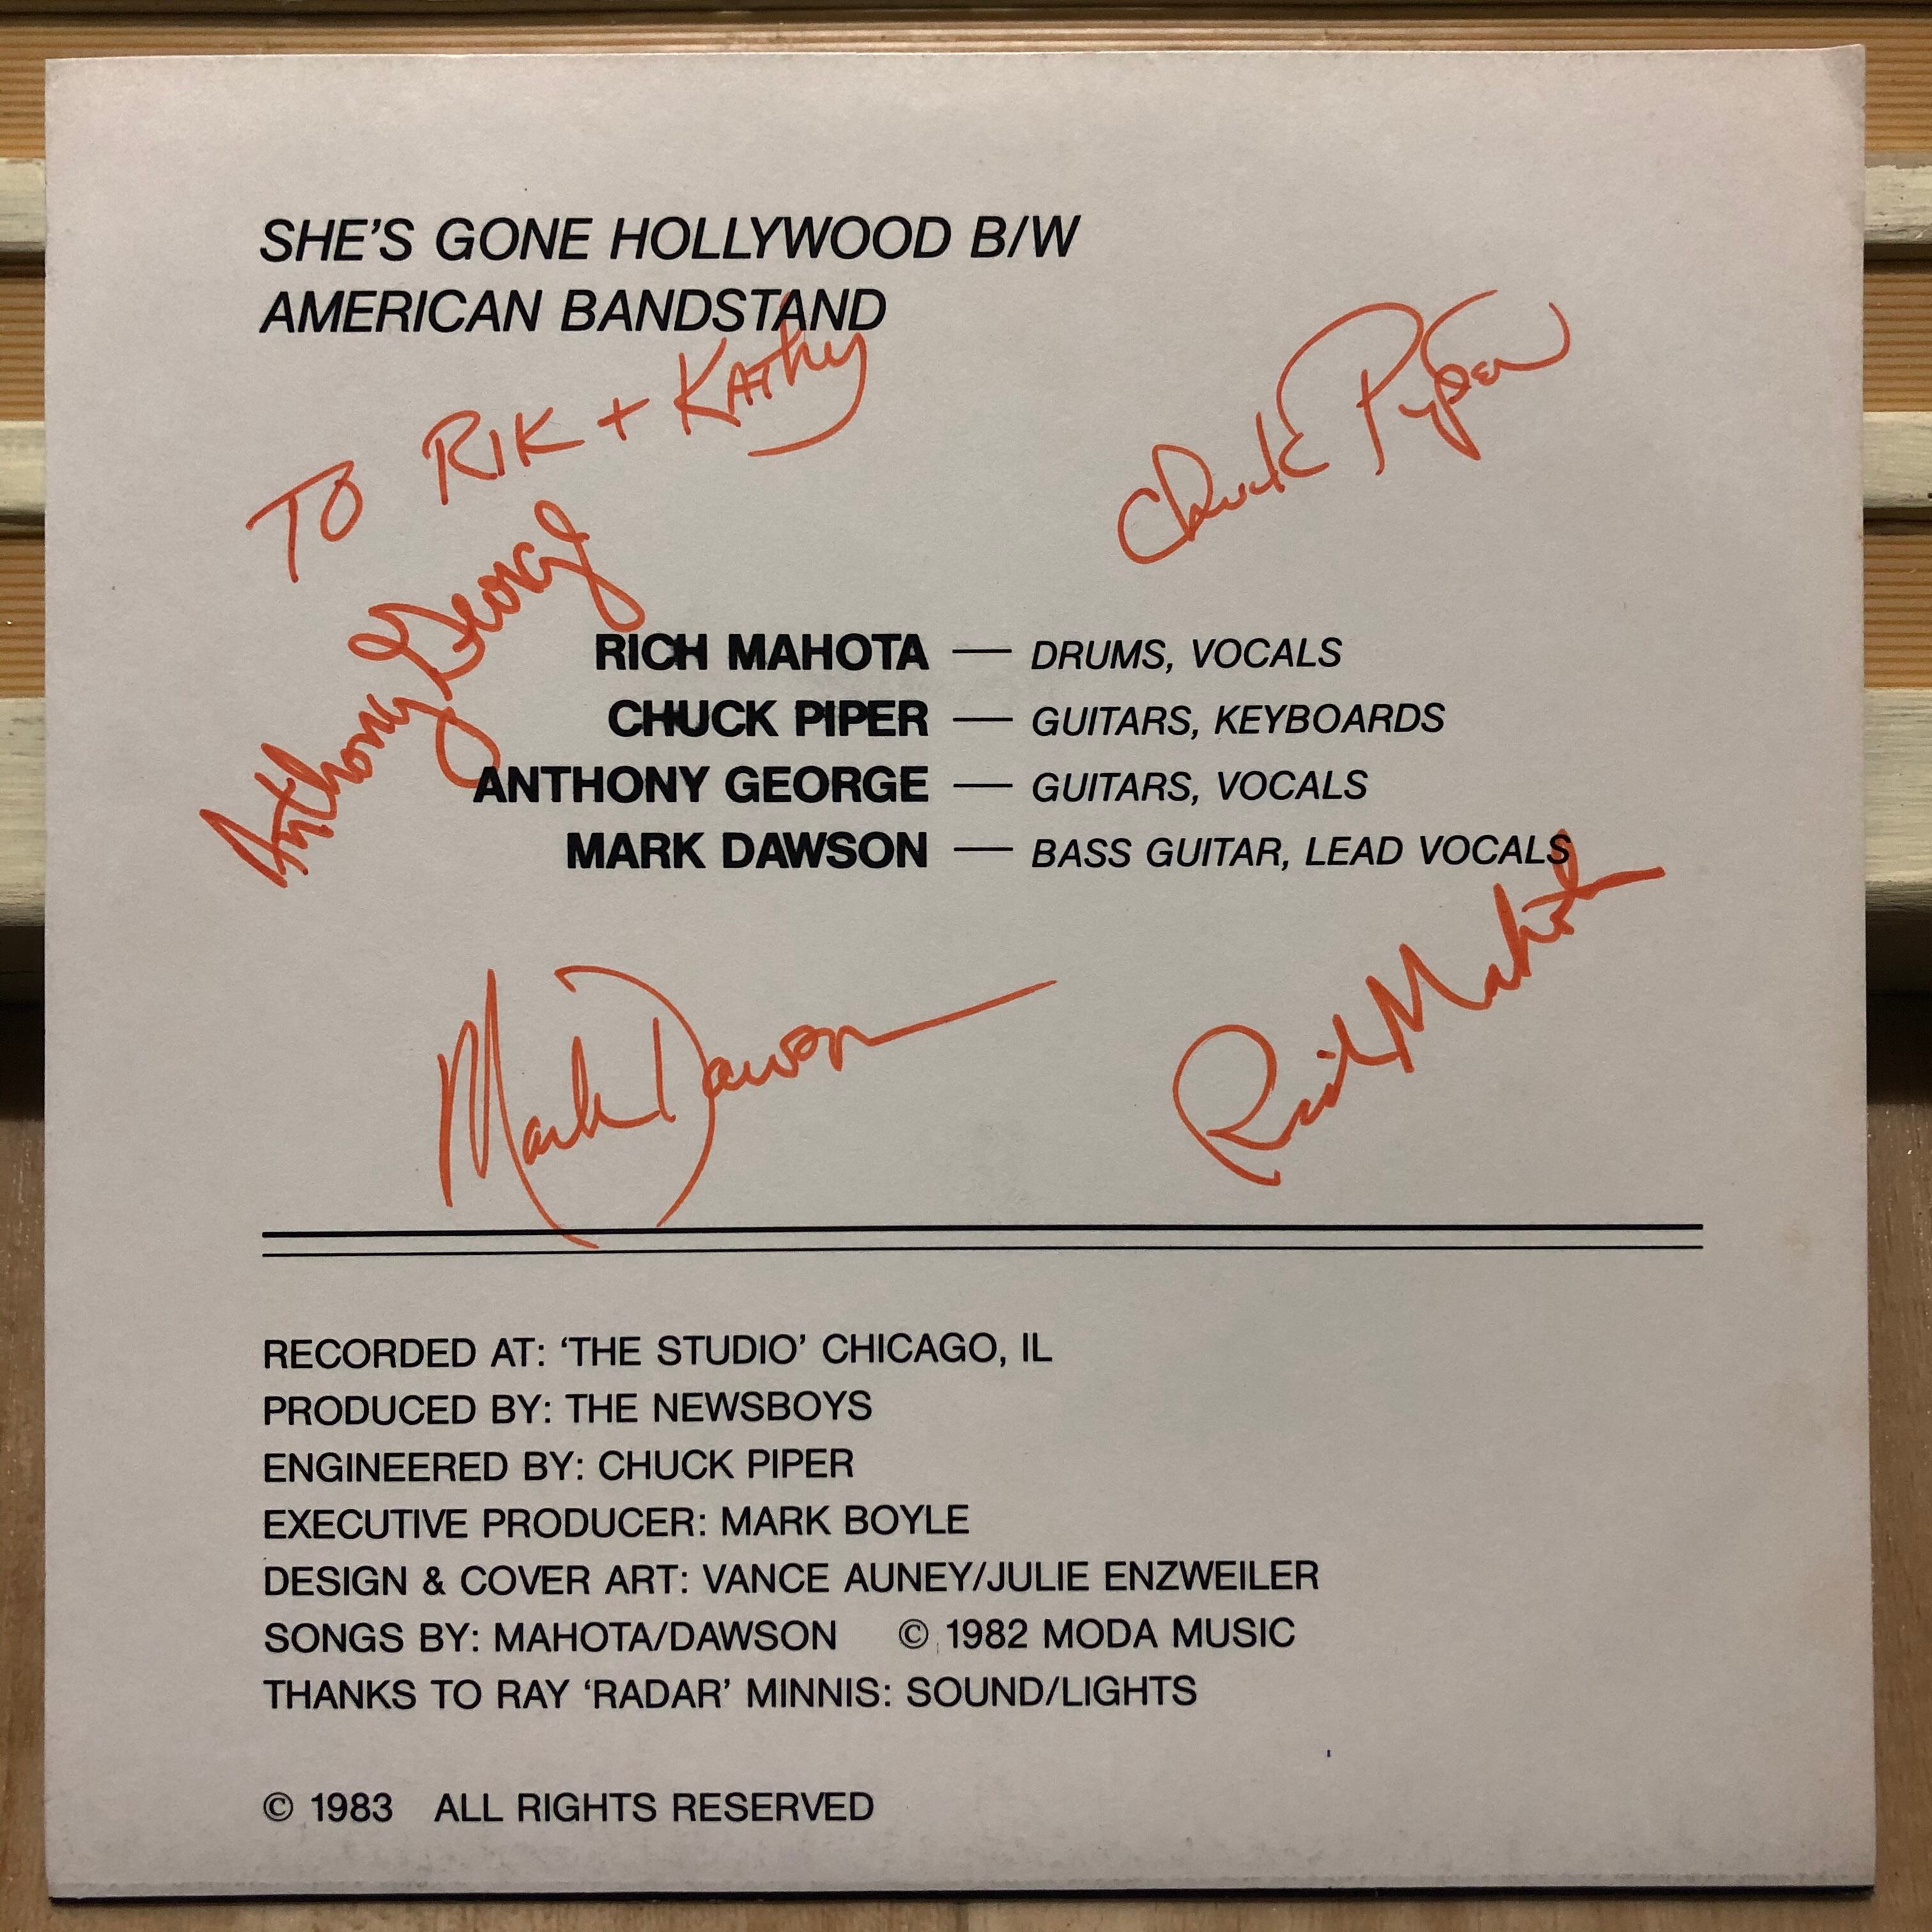 SHE'S GONE HOLLYWOOD B/W
AMERICAN BANDSTAND
TO RIK + KAThy
Chuck Pyper
Anthony George
RICH MAHOTA — DRUMS, VOCALS
CHUCK PIPER — GUITARS, KEYBOARDS
ANTHONY GEORGE — GUITARS, VOCALS
MARK DAWSON — BASS GUITAR, LEAD VOCALS
Mark Dawson
Rich Mahota
RECORDED AT: 'THE STUDIO' CHICAGO, IL
PRODUCED BY: THE NEWSBOYS
ENGINEERED BY: CHUCK PIPER
EXECUTIVE PRODUCER: MARK BOYLE
DESIGN & COVER ART: VANCE AUNEY/JULIE ENZWEILER
SONGS BY: MAHOTA/DAWSON © 1982 MODA MUSIC
THANKS TO RAY 'RADAR' MINNIS: SOUND/LIGHTS
© 1983 ALL RIGHTS RESERVED